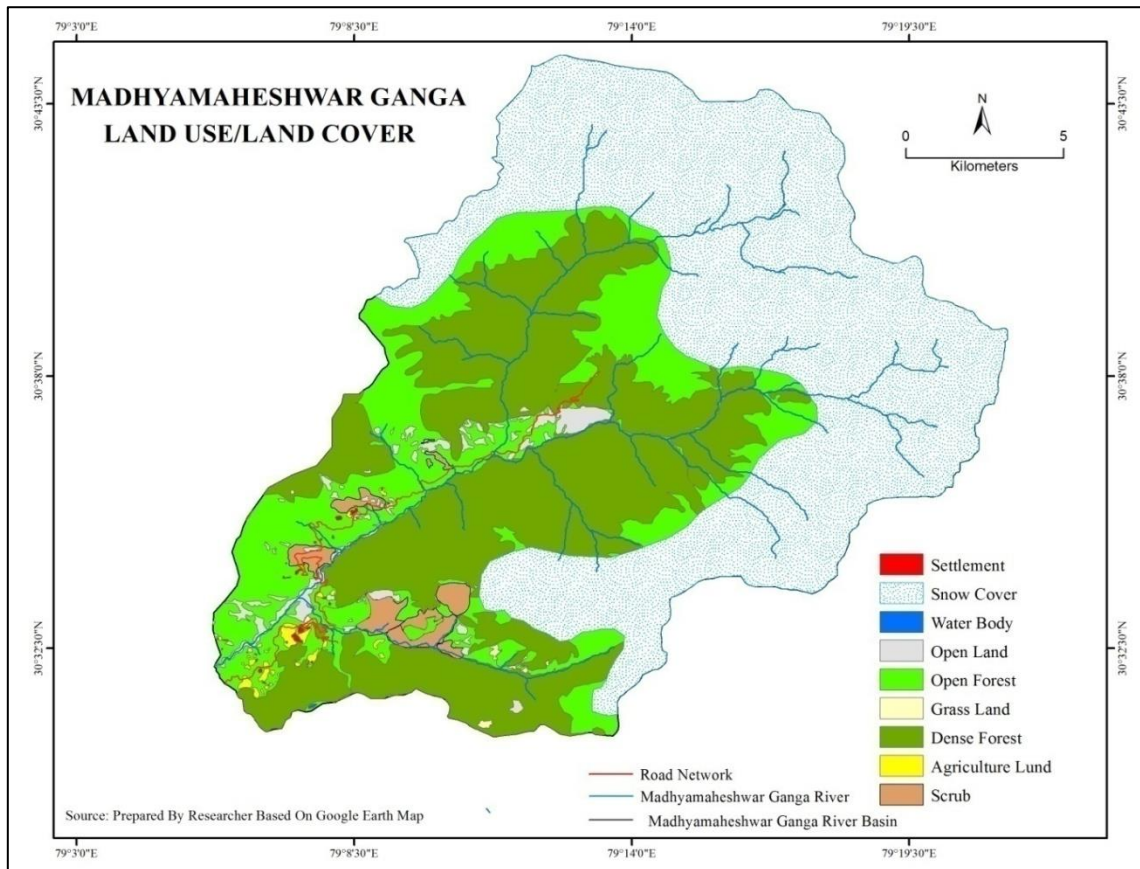 79°3'0"E 79°8'30"E 79°14'0"E 79°19'30"E
MADHYAMAHESHWAR GANGA
LAND USE/LAND COVER
N
0 5
Kilometers
30°43'30"N 30°43'30"N
30°38'0"N 30°38'0"N
30°32'30"N 30°32'30"N
Settlement
Snow Cover
Water Body
Open Land
Open Forest
Grass Land
Dense Forest
Agriculture Lund
Scrub
Road Network
Madhyamaheshwar Ganga River
Madhyamaheshwar Ganga River Basin
Source: Prepared By Researcher Based On Google Earth Map
79°3'0"E 79°8'30"E 79°14'0"E 79°19'30"E